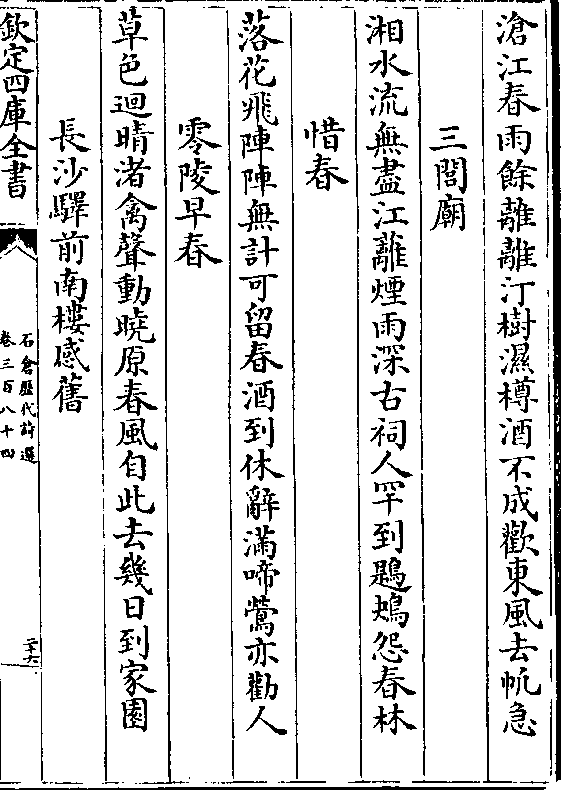 滄江春雨餘離離汀樹濕樽酒不成歡東風去帆急
三閭廟
湘水流無盡江蘺煙雨深古祠人罕到鶗鴂怨春林
惜春
落花飛陣陣無計可留春酒到休辭滿啼鶯亦勸人
零陵早春
草色迴晴渚禽聲動曉原春風自此去幾日到家園
長沙驛前南樓感舊
欽定四庫全書
石倉歷代詩選
卷三百八十四
二十六